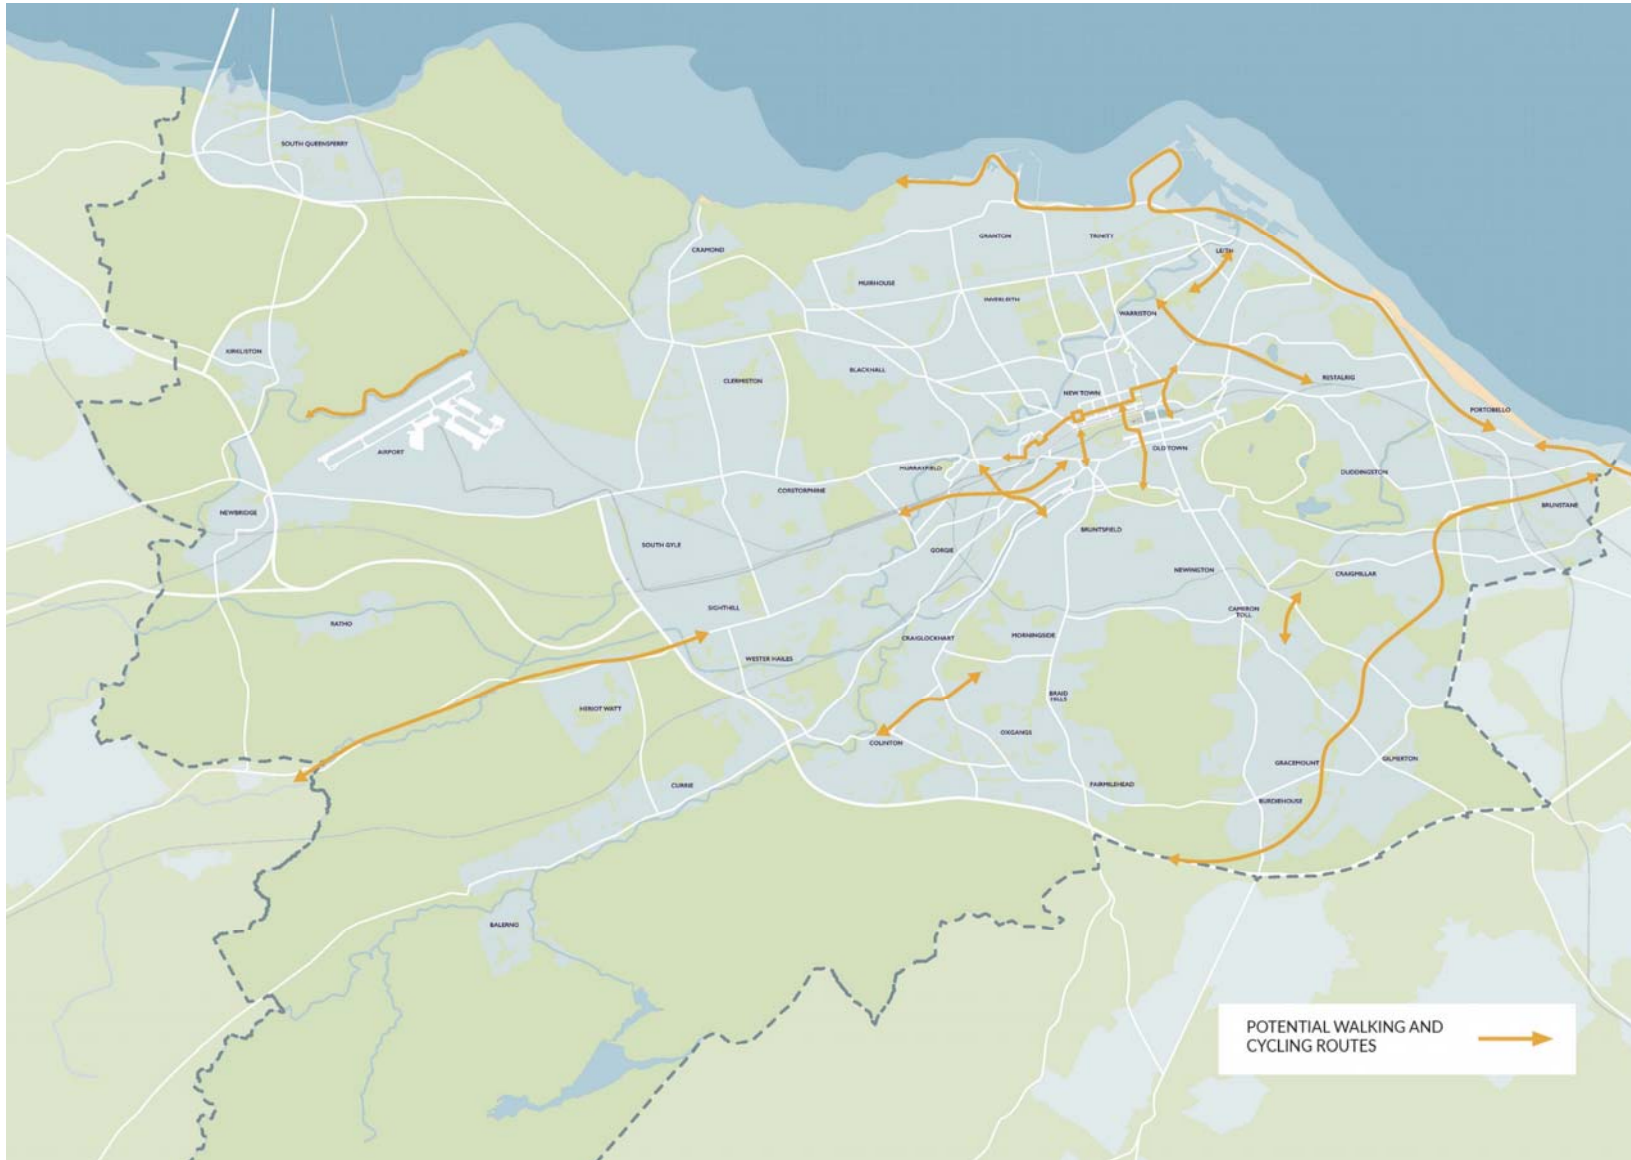 SOUTH QUEENSFERRY
CRAMOND
GRANTON
TRINITY
LEITH
MUIRHOUSE
INVERLEITH
WARRISTON
KIRKLISTON
CLERMISTON
BLACKHALL
NEW TOWN
RESTALRIG
PORTOBELLO
AIRPORT
MURRAYFIELD
OLD TOWN
DUDDINGSTON
CORSTORPHINE
BRUNSTANE
NEWBRIDGE
BRUNTSFIELD
SOUTH GYLE
GORGIE
NEWINGTON
CRAIGMILLAR
RATHO
SIGHTHILL
CAMERON
TOLL
CRAIGLOCKHART
MORNINGSIDE
WESTER HAILES
BRAID
HILLS
HERIOT WATT
OXGANGS
COLINTON
GRACEMOUNT
GILMERTON
CURRIE
FAIRMILEHEAD
BURDIEHOUSE
BALERNO
POTENTIAL WALKING AND
CYCLING ROUTES